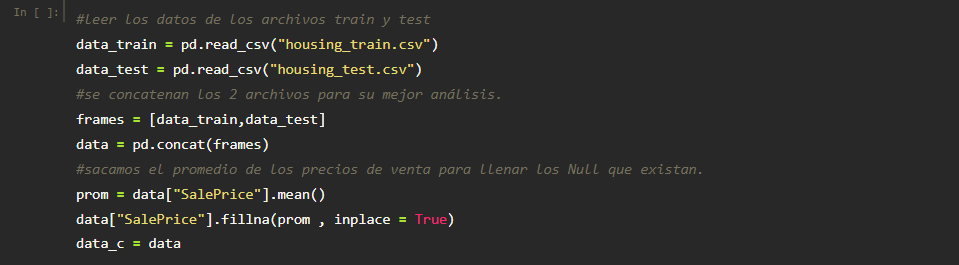 In [ ]:
#leer los datos de los archivos train y test
data_train = pd.read_csv("housing_train.csv")
data_test = pd.read_csv("housing_test.csv")
#se concatenan los 2 archivos para su mejor análisis.
frames = [data_train,data_test]
data = pd.concat(frames)
#sacamos el promedio de los precios de venta para llenar los Null que existan.
prom = data["SalePrice"].mean()
data["SalePrice"].fillna(prom , inplace = True)
data_c = data